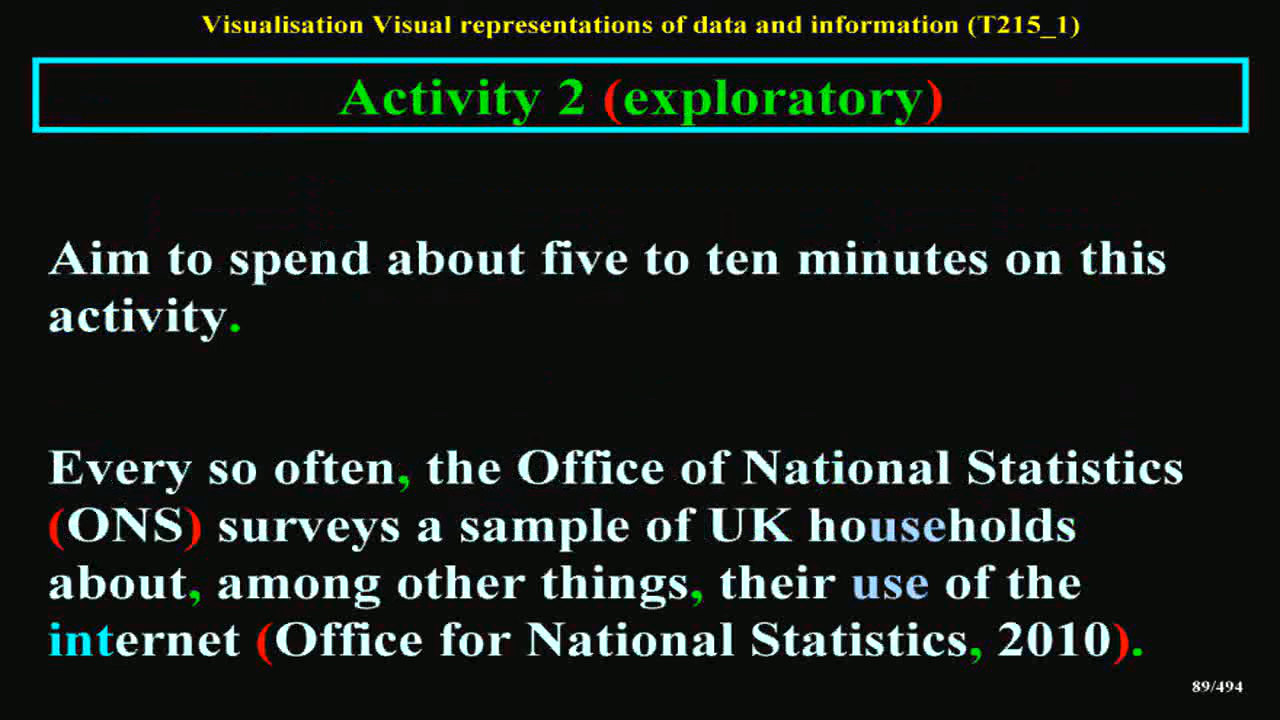 Visualisation Visual representations of data and information (T215_1)
Activity 2 (exploratory)
Aim to spend about five to ten minutes on this
activity.
Every so often, the Office of National Statistics
(ONS) surveys a sample of UK households
about, among other things, their use of the
internet (Office for National Statistics, 2010).
89/494